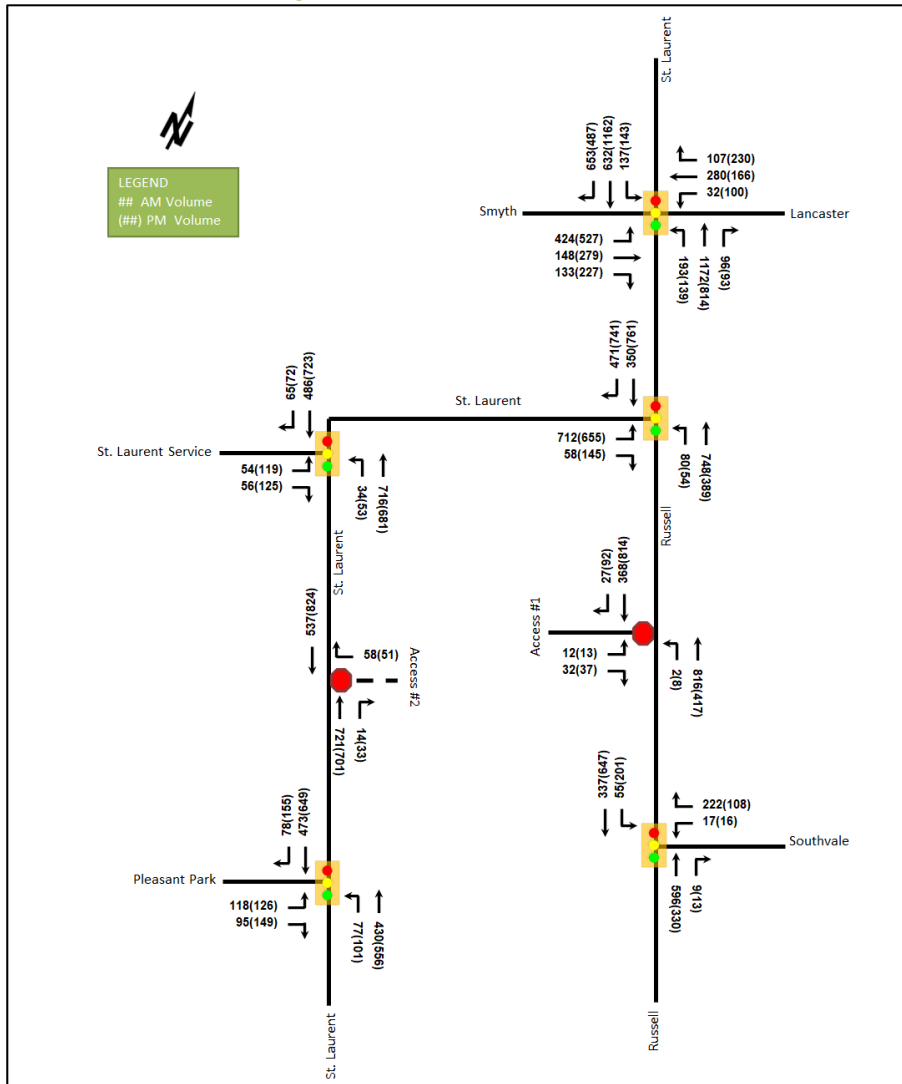 St. Laurent
N
LEGEND
## AM Volume
(##) PM Volume
653(487)
632(1162)
137(143)
107(230)
280(166)
32(100)
Smyth
Lancaster
424(527)
148(279)
133(227)
193(139)
1172(814)
96(93)
471(741)
350(761)
St. Laurent
65(72)
486(723)
St. Laurent Service
54(119)
56(125)
34(53)
716(681)
712(655)
58(145)
80(54)
748(389)
Russell
St. Laurent
27(92)
368(814)
Access #1
12(13)
32(37)
2(8)
816(417)
537(824)
58(51)
Access #2
721(701)
14(33)
337(647)
55(201)
222(108)
17(16)
Southvale
596(330)
9(13)
78(155)
473(649)
Pleasant Park
118(126)
95(149)
77(101)
430(556)
St. Laurent
Russell